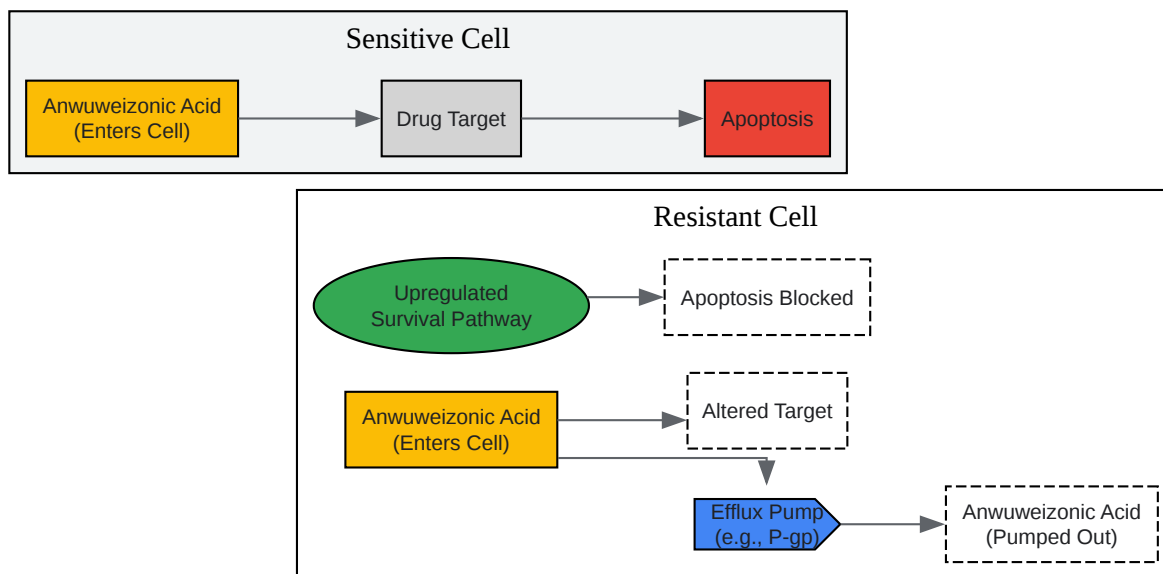 Sensitive Cell
Anwuweizonic Acid
(Enters Cell)
Drug Target
Apoptosis
Resistant Cell
Upregulated
Survival Pathway
Apoptosis Blocked
Anwuweizonic Acid
(Enters Cell)
Altered Target
Efflux Pump
(e.g., P-gp)
Anwuweizonic Acid
(Pumped Out)